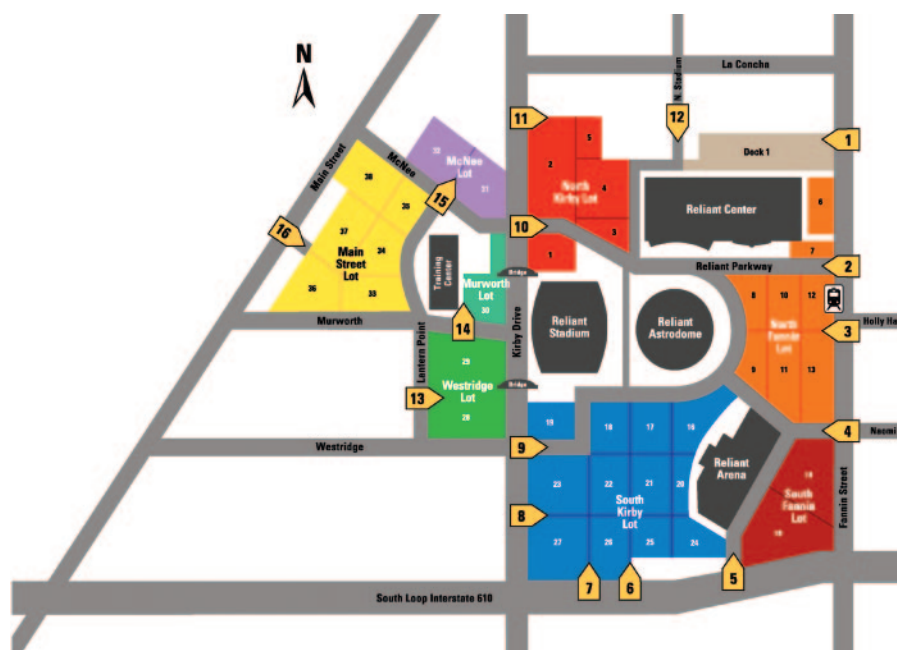 N
La Concha
N. Stadium
12
11
1
Deck 1
5
2
4
North
Kirby Lot
3
Reliant Center
6
7
McNee
32
McNee
Lot
31
15
Main Street
38
35
16
37
34
Main
Street
Lot
36
33
10
1
Reliant Parkway
2
Training
Center
Murworth
Lot
30
Bridge
14
Murworth
Lantern Point
Kirby Drive
Reliant
Stadium
Reliant
Astrodome
8
10
12
North
Fannin
Lot
9
11
13
3
Holly Ha
29
Westridge
Lot
28
13
Bridge
4
Naomi
Westridge
9
19
18
17
16
Reliant
Arena
South
Fannin
Lot
Fannin Street
23
22
21
20
South
Kirby
Lot
8
27
26
25
24
7
6
5
South Loop Interstate 610